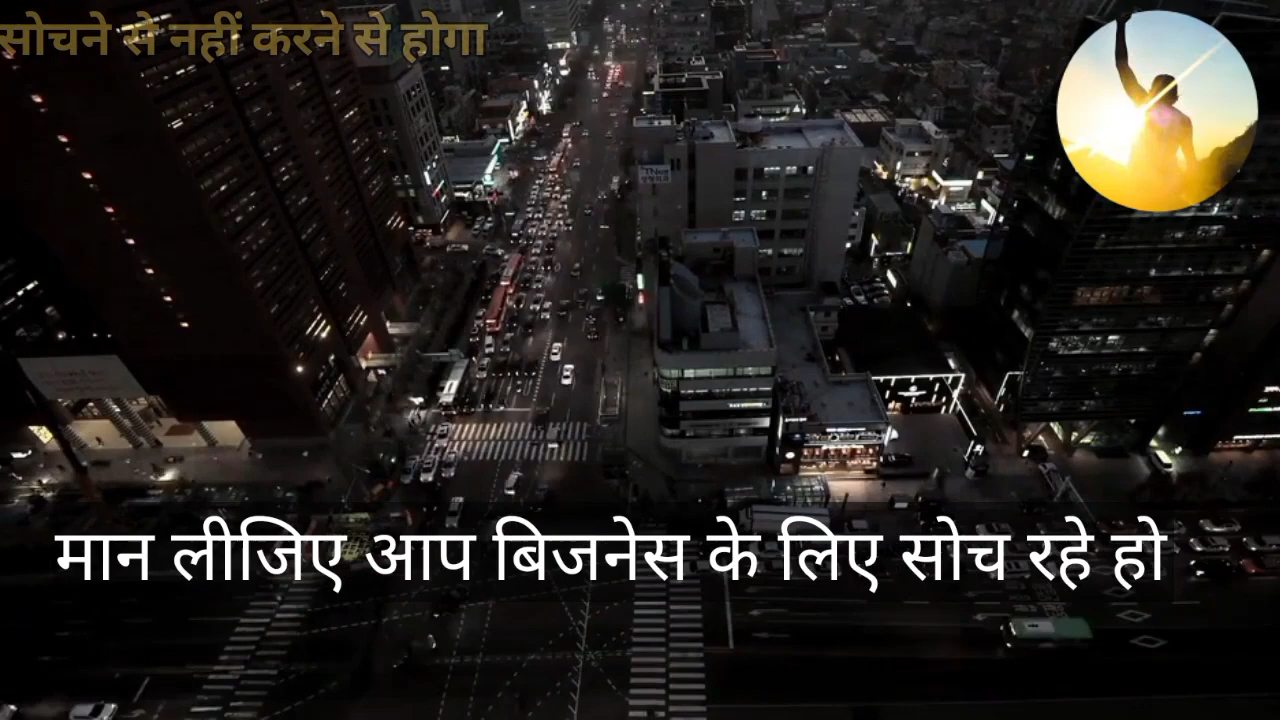 सोचने से नहीं करने से होगा
मान लीजिए आप बिजनेस के लिए सोच रहे हो